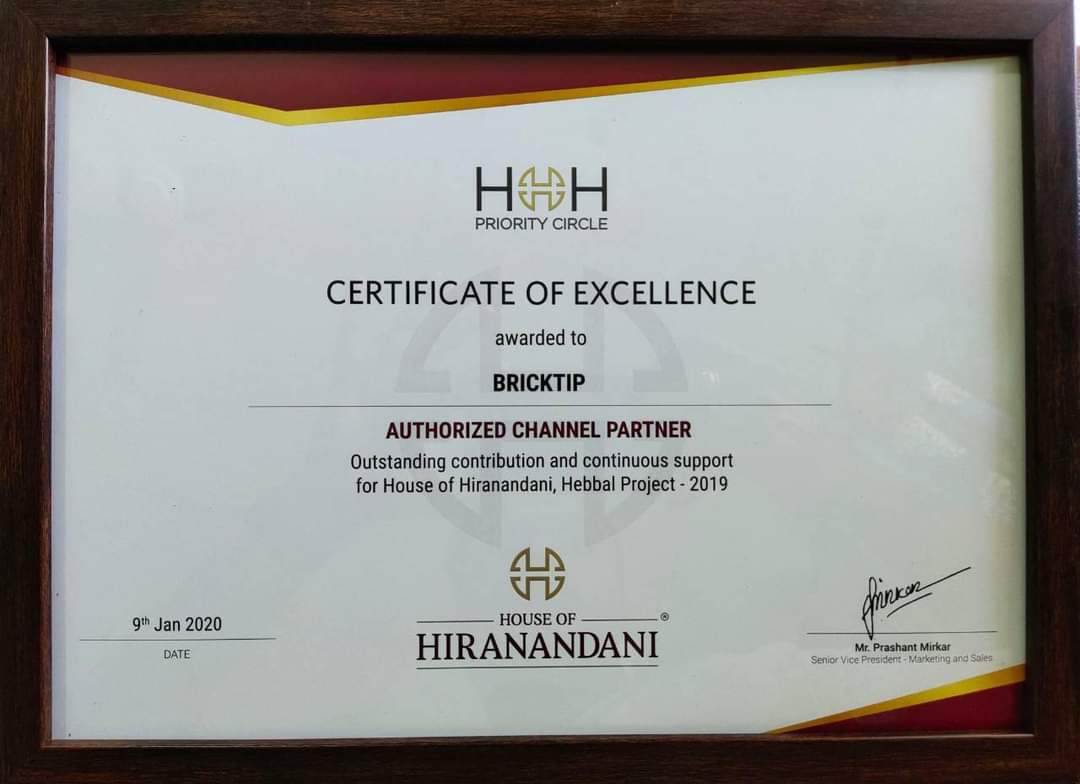 HHH
PRIORITY CIRCLE
CERTIFICATE OF EXCELLENCE
awarded to
BRICKTIP
AUTHORIZED CHANNEL PARTNER
Outstanding contribution and continuous support
for House of Hiranandani, Hebbal Project - 2019
HOUSE OF ®
HIRANANDANI
9th Jan 2020
DATE
Mirkar
Mr. Prashant Mirkar
Senior Vice President - Marketing and Sales